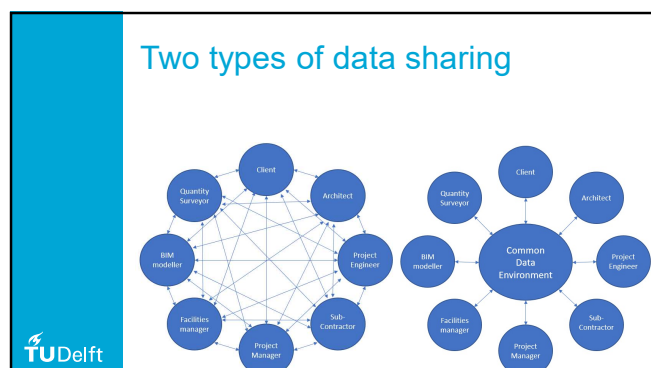 Two types of data sharing
Client
Quantity
Surveyor
Architect
BIM
modeller
Project
Engineer
Facilities
manager
Sub-
Contractor
Project
Manager
Client
Quantity
Surveyor
Architect
BIM
modeller
Common
Data
Environment
Project
Engineer
Facilities
manager
Sub-
Contractor
Project
Manager
TUDelft